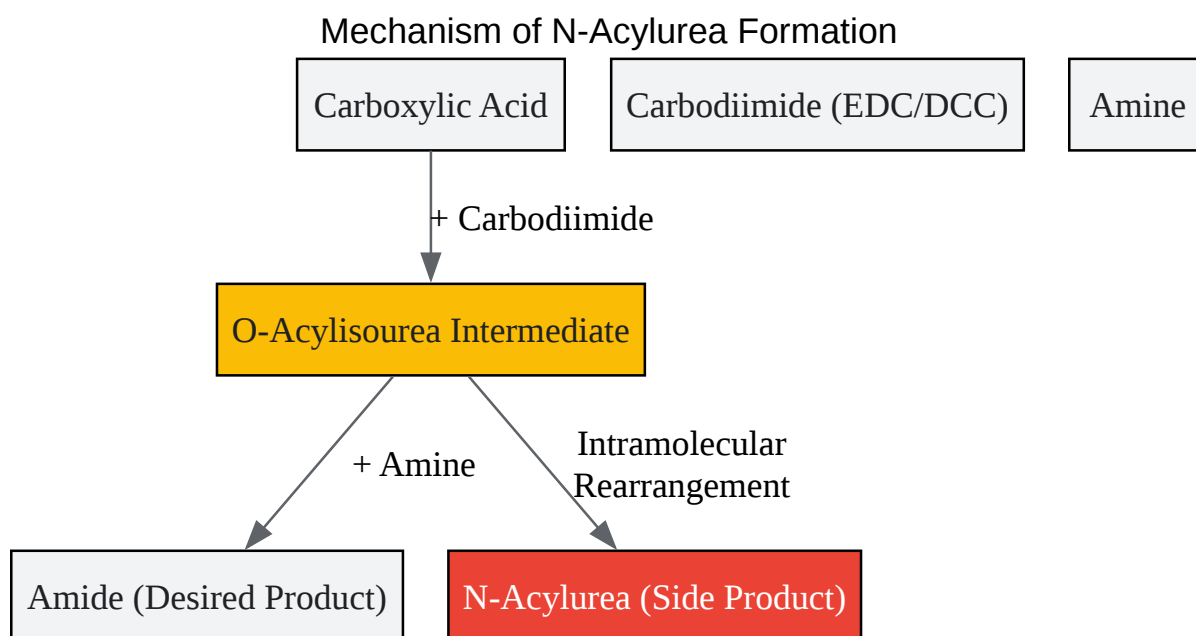 Mechanism of N-Acylurea Formation
Carboxylic Acid
Carbodiimide (EDC/DCC)
Amine
+ Carbodiimide
O-Acylisourea Intermediate
+ Amine
Intramolecular
Rearrangement
Amide (Desired Product)
N-Acylurea (Side Product)